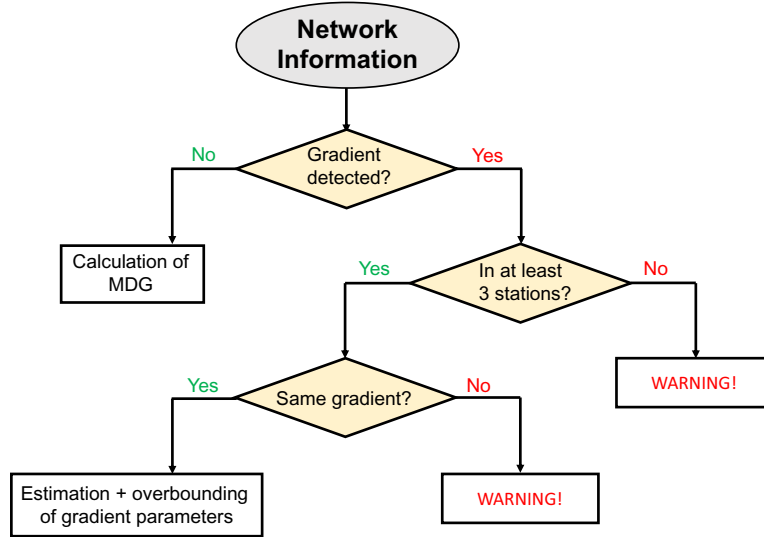 Network
Information
No
Gradient
detected?
Yes
Calculation of
MDG
Yes
In at least
3 stations?
No
Yes
Same gradient?
No
WARNING!
Estimation + overbounding
of gradient parameters
WARNING!